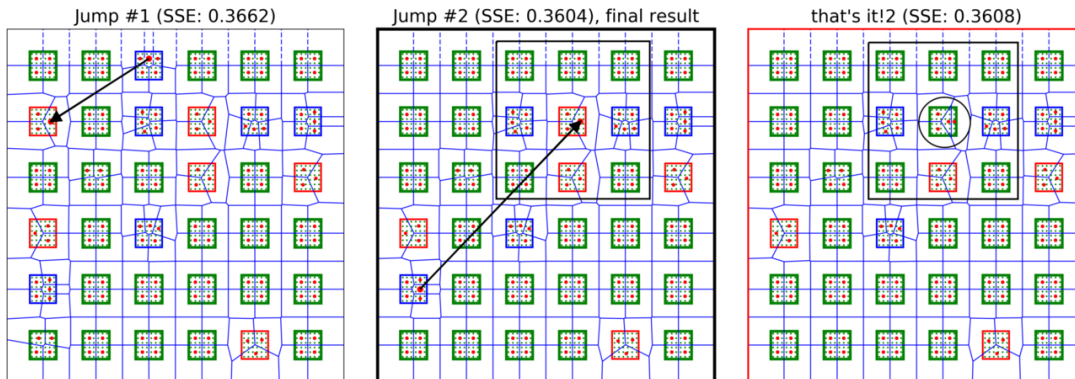 Jump #1 (SSE: 0.3662)
Jump #2 (SSE: 0.3604), final result
that's it!2 (SSE: 0.3608)